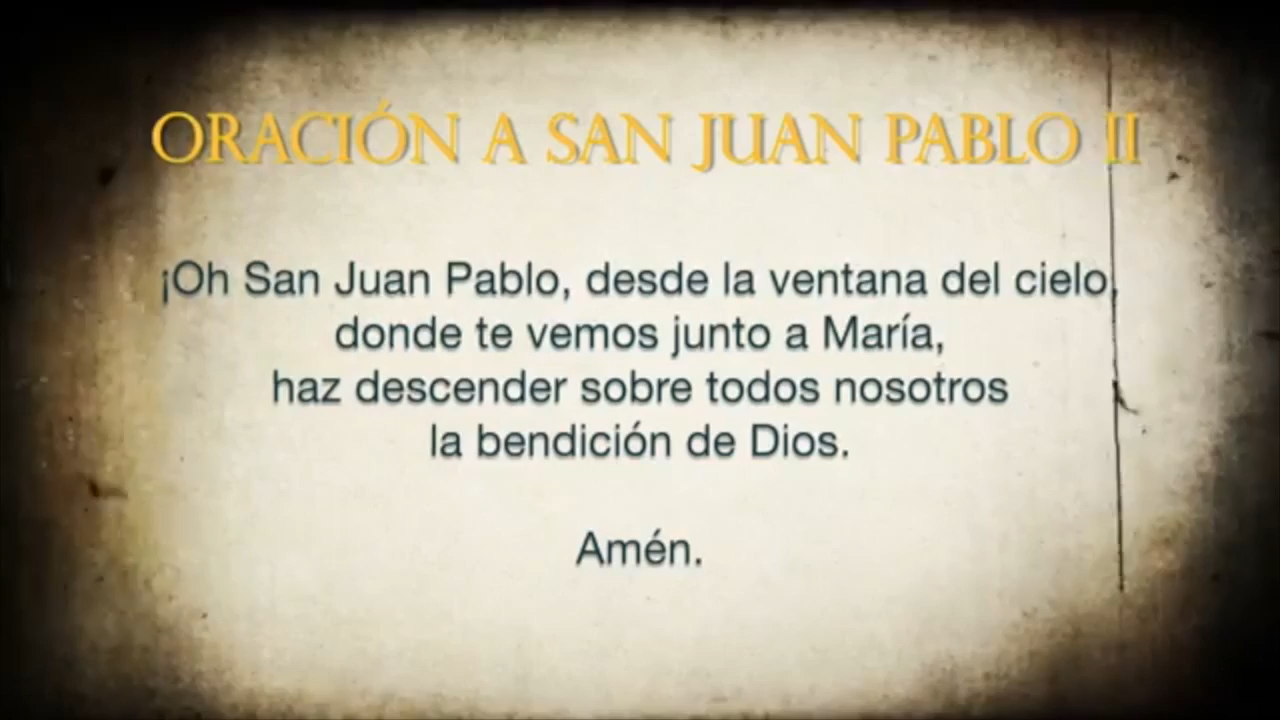 ORACIÓN A SAN JUAN PABLO II
¡Oh San Juan Pablo, desde la ventana del cielo,
donde te vemos junto a María,
haz descender sobre todos nosotros
la bendición de Dios.
Amén.